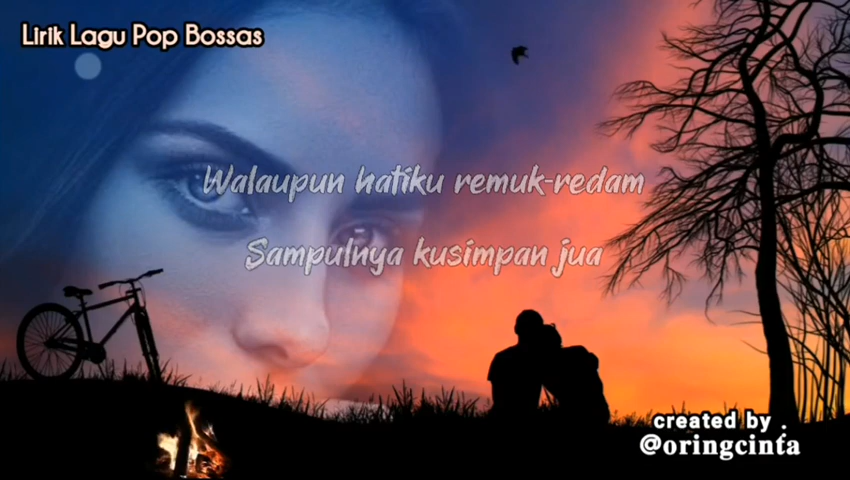 Lirik Lagu Pop Bossas
Walaupun hatiku remuk-redam
Sampulnya kusimpan jua
created by .
@oringcinta